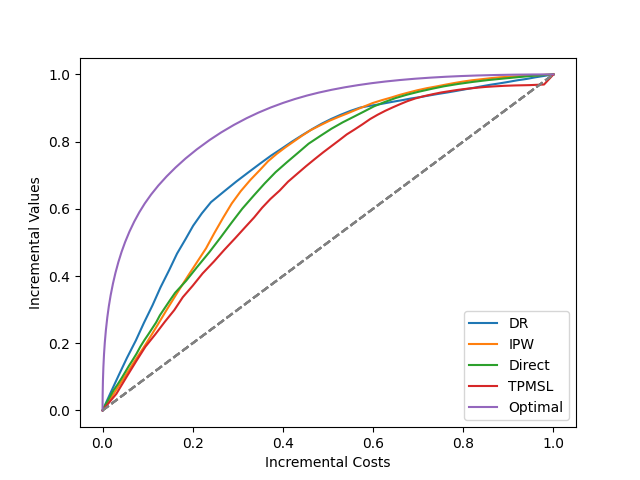 1.0
0.8
0.6
0.4
0.2
0.0
Incremental Values
0.0 0.2 0.4 0.6 0.8 1.0
Incremental Costs
DR
IPW
Direct
TPMSL
Optimal